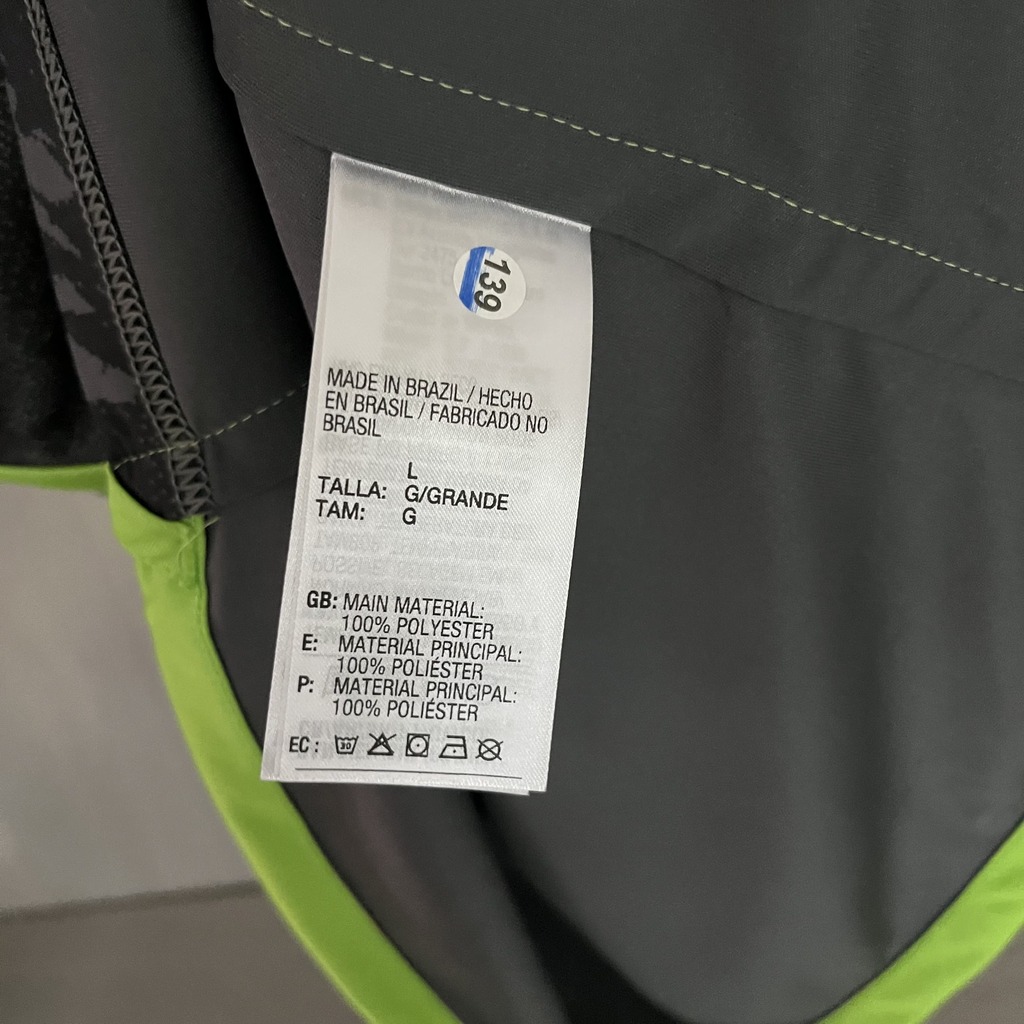 139
MADE IN BRAZIL / HECHO
EN BRASIL / FABRICADO NO
BRASIL
L
TALLA: G/GRANDE
TAM: G
GB: MAIN MATERIAL:
100% POLYESTER
E: MATERIAL PRINCIPAL:
100% POLIÉSTER
P: MATERIAL PRINCIPAL:
100% POLIÉSTER
EC : 30